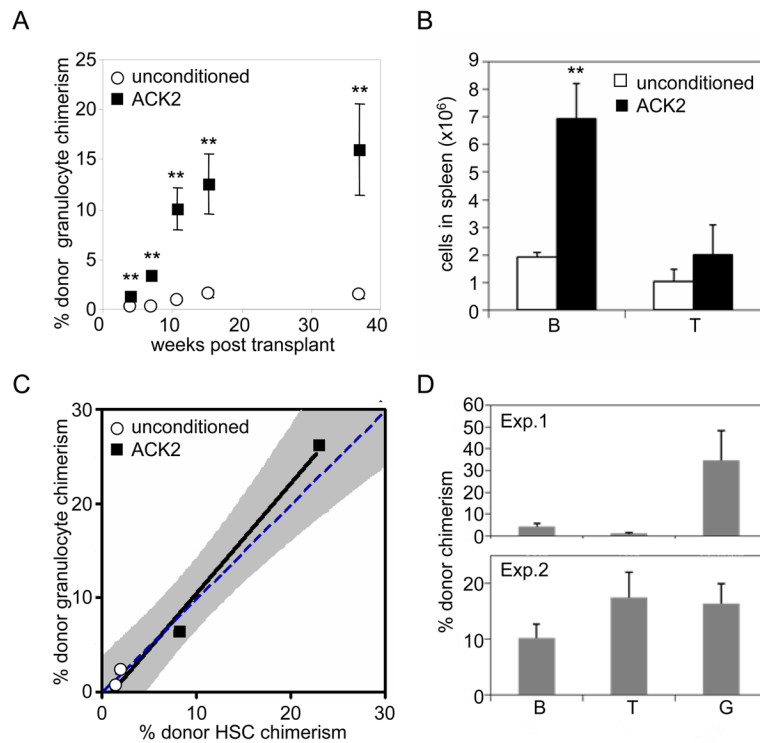 A
% donor granulocyte chimerism
25
20
15
10
5
0
unconditioned
ACK2
**
**
**
**
**
0
10
20
30
40
weeks post transplant
B
cells in spleen (x10⁶)
9
8
7
6
5
4
3
2
1
0
**
unconditioned
ACK2
B
T
C
% donor granulocyte chimerism
30
20
10
0
unconditioned
ACK2
0
10
20
30
% donor HSC chimerism
D
% donor chimerism
60
50
40
30
20
10
0
Exp.1
20
10
0
Exp.2
B
T
G